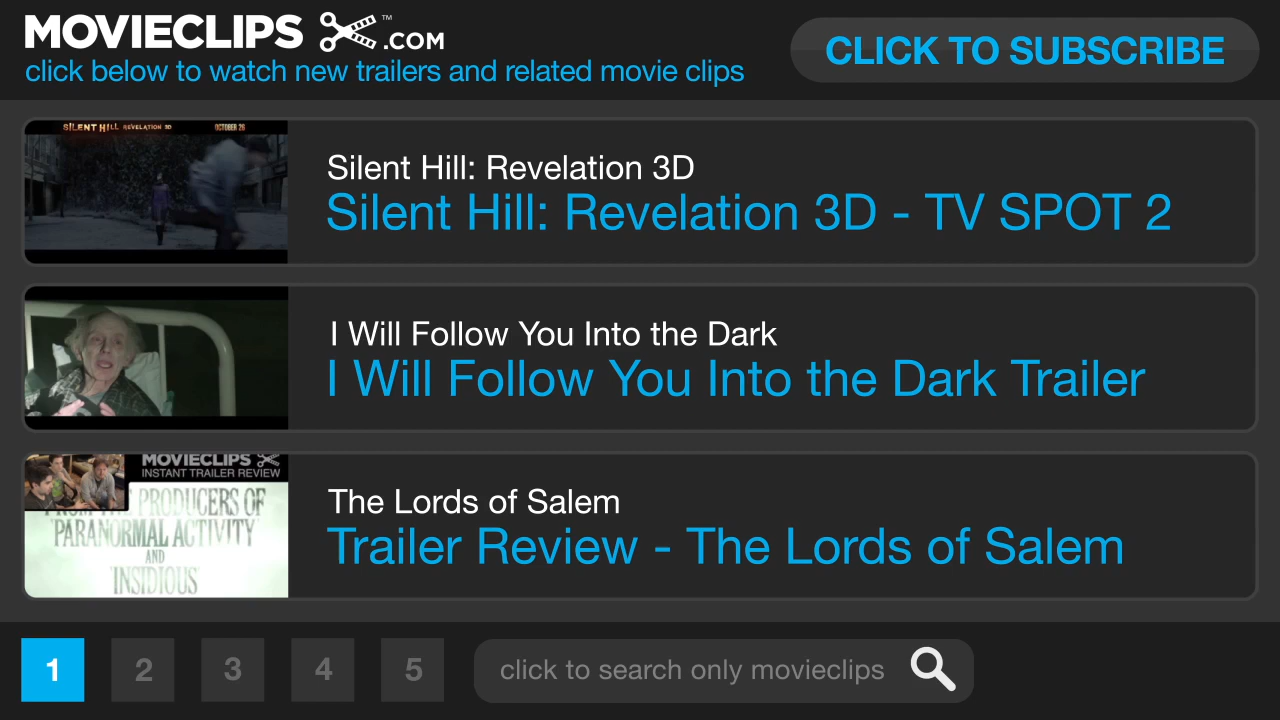 MOVIECLIPS ™ .COM
click below to watch new trailers and related movie clips
CLICK TO SUBSCRIBE
SILENT HILL REVELATION 3D OCTOBER 26
Silent Hill: Revelation 3D
Silent Hill: Revelation 3D - TV SPOT 2
I Will Follow You Into the Dark
I Will Follow You Into the Dark Trailer
MOVIECLIPS
INSTANT TRAILER REVIEW
PRODUCERS OF
'PARANORMAL ACTIVITY'
AND
'INSIDIOUS'
The Lords of Salem
Trailer Review - The Lords of Salem
1 2 3 4 5
click to search only movieclips